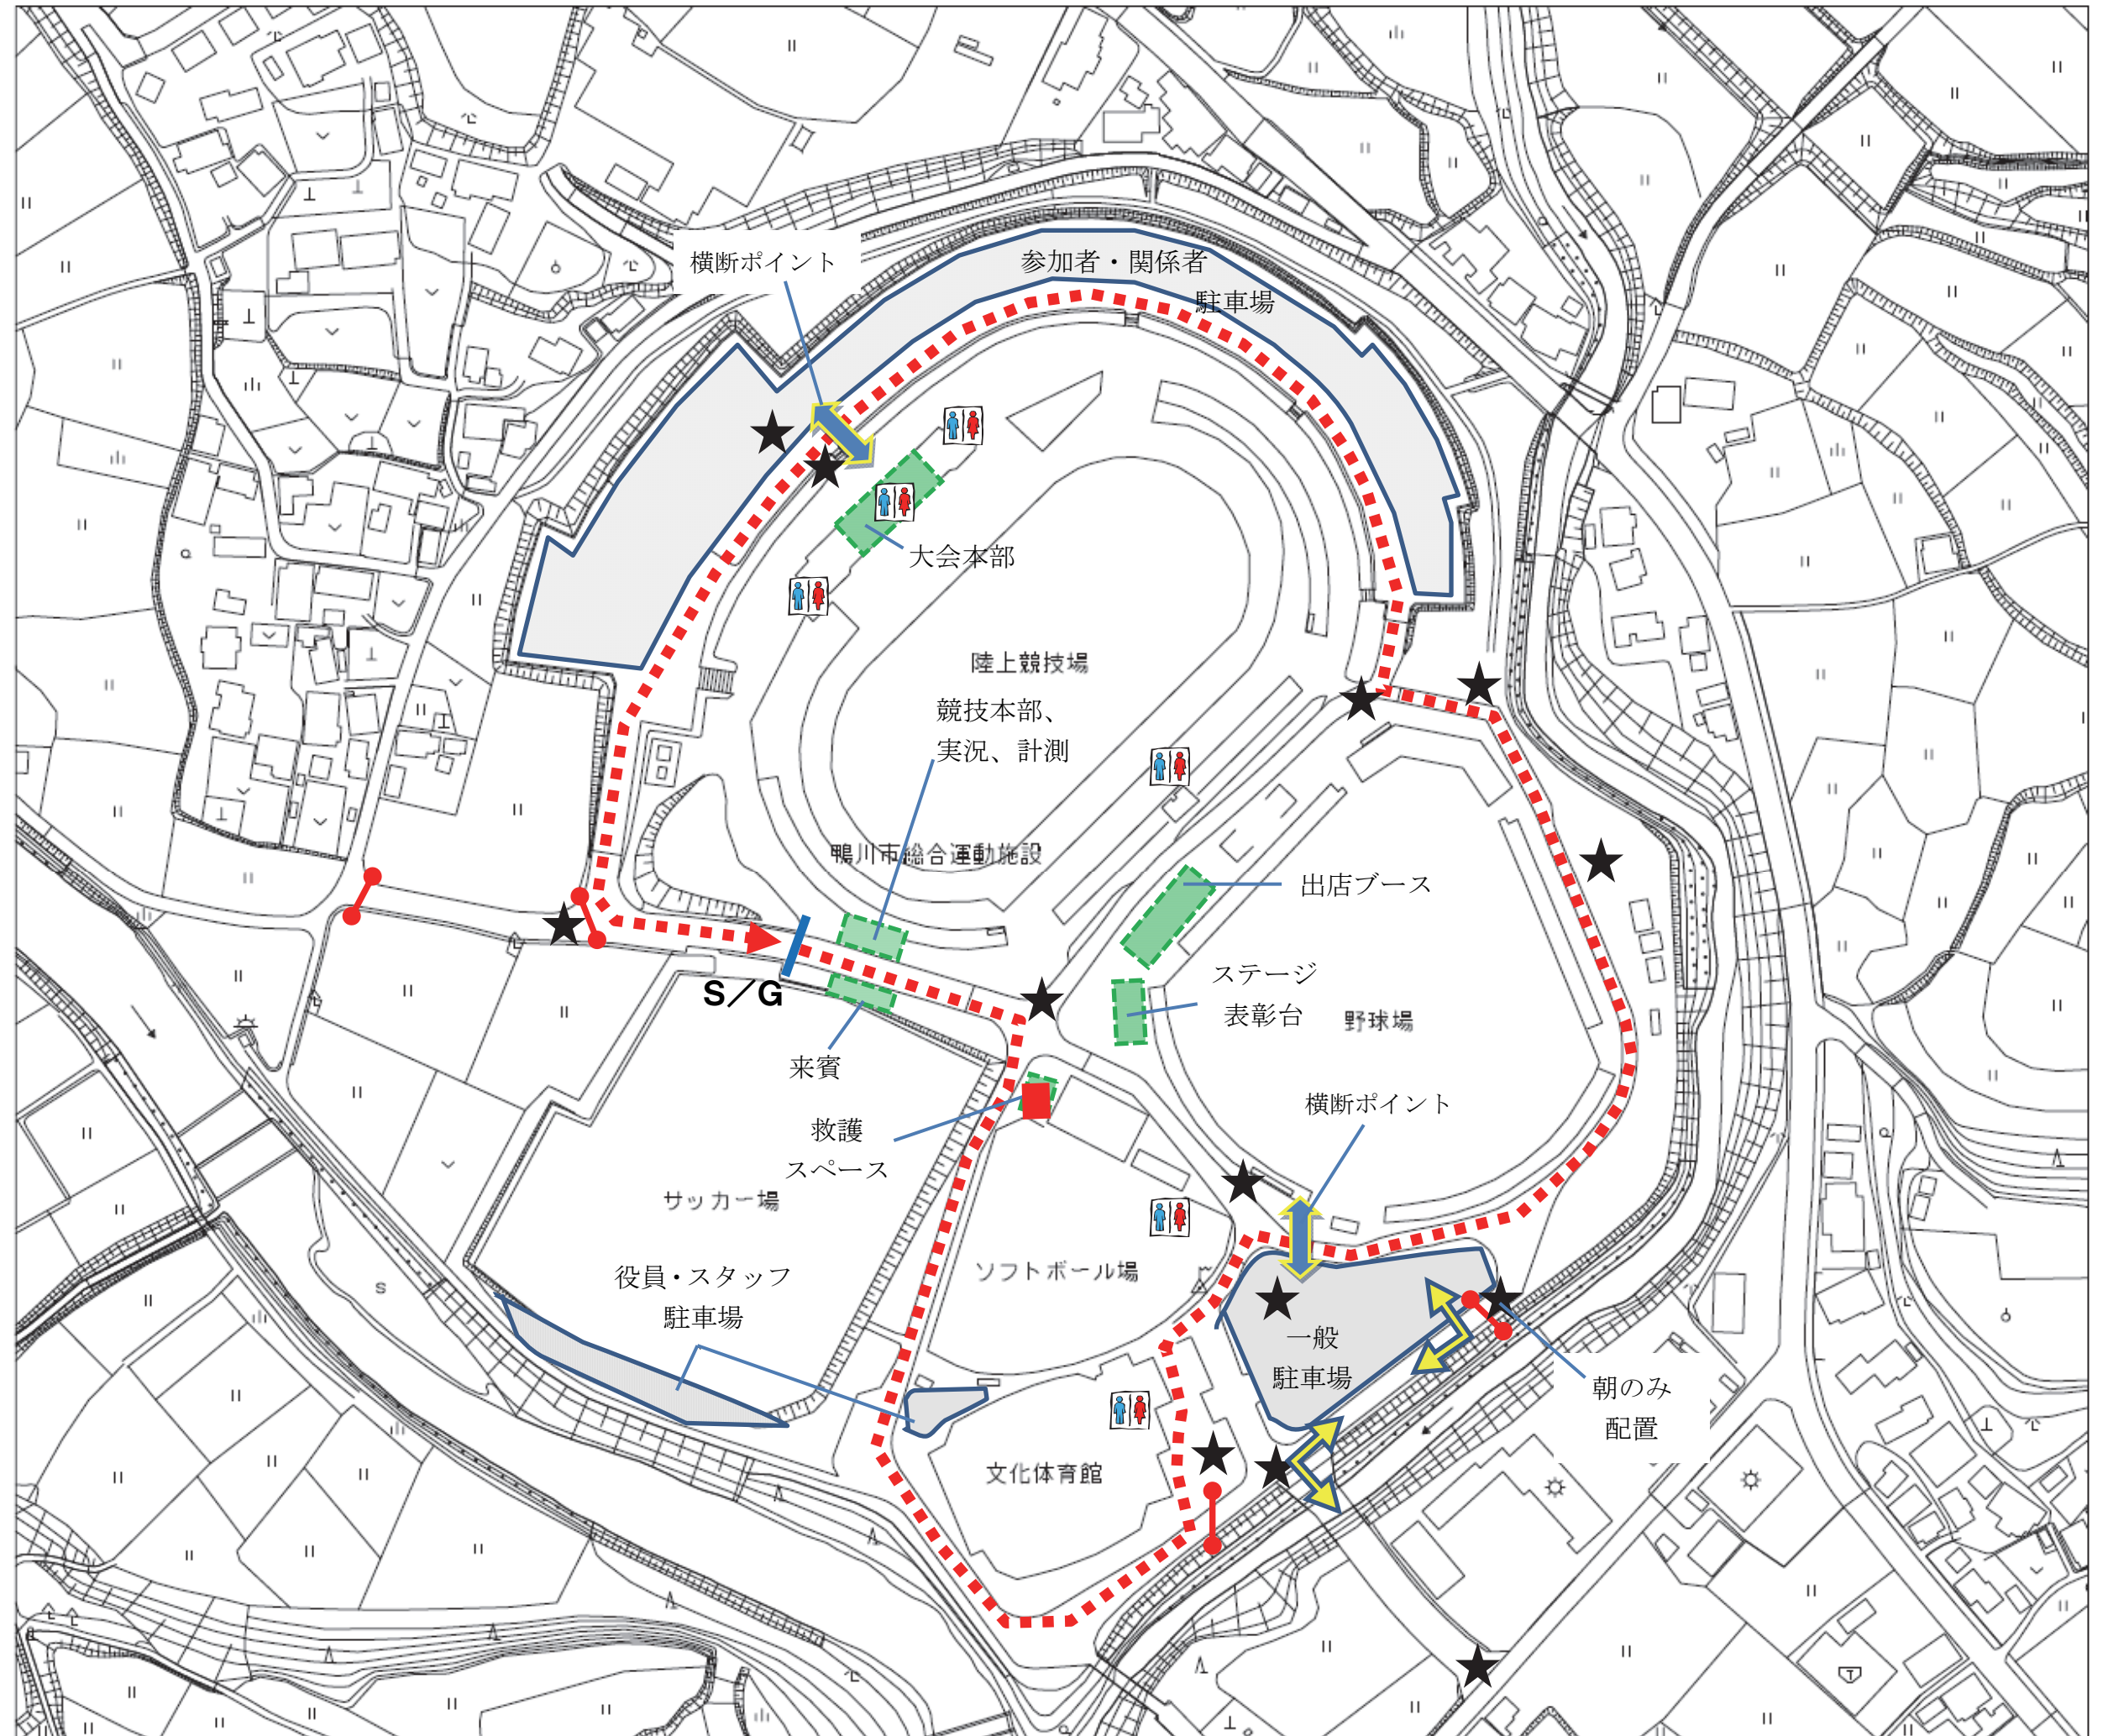 横断ポイント
参加者・関係者
駐車場
大会本部
陸上競技場
競技本部、
実況、計測
鴨川市総合運動施設
出店ブース
S/G
ステージ
表彰台
野球場
来賓
横断ポイント
救護
スペース
サッカー場
ソフトボール場
役員・スタッフ
駐車場
一般
駐車場
朝のみ
配置
文化体育館
S